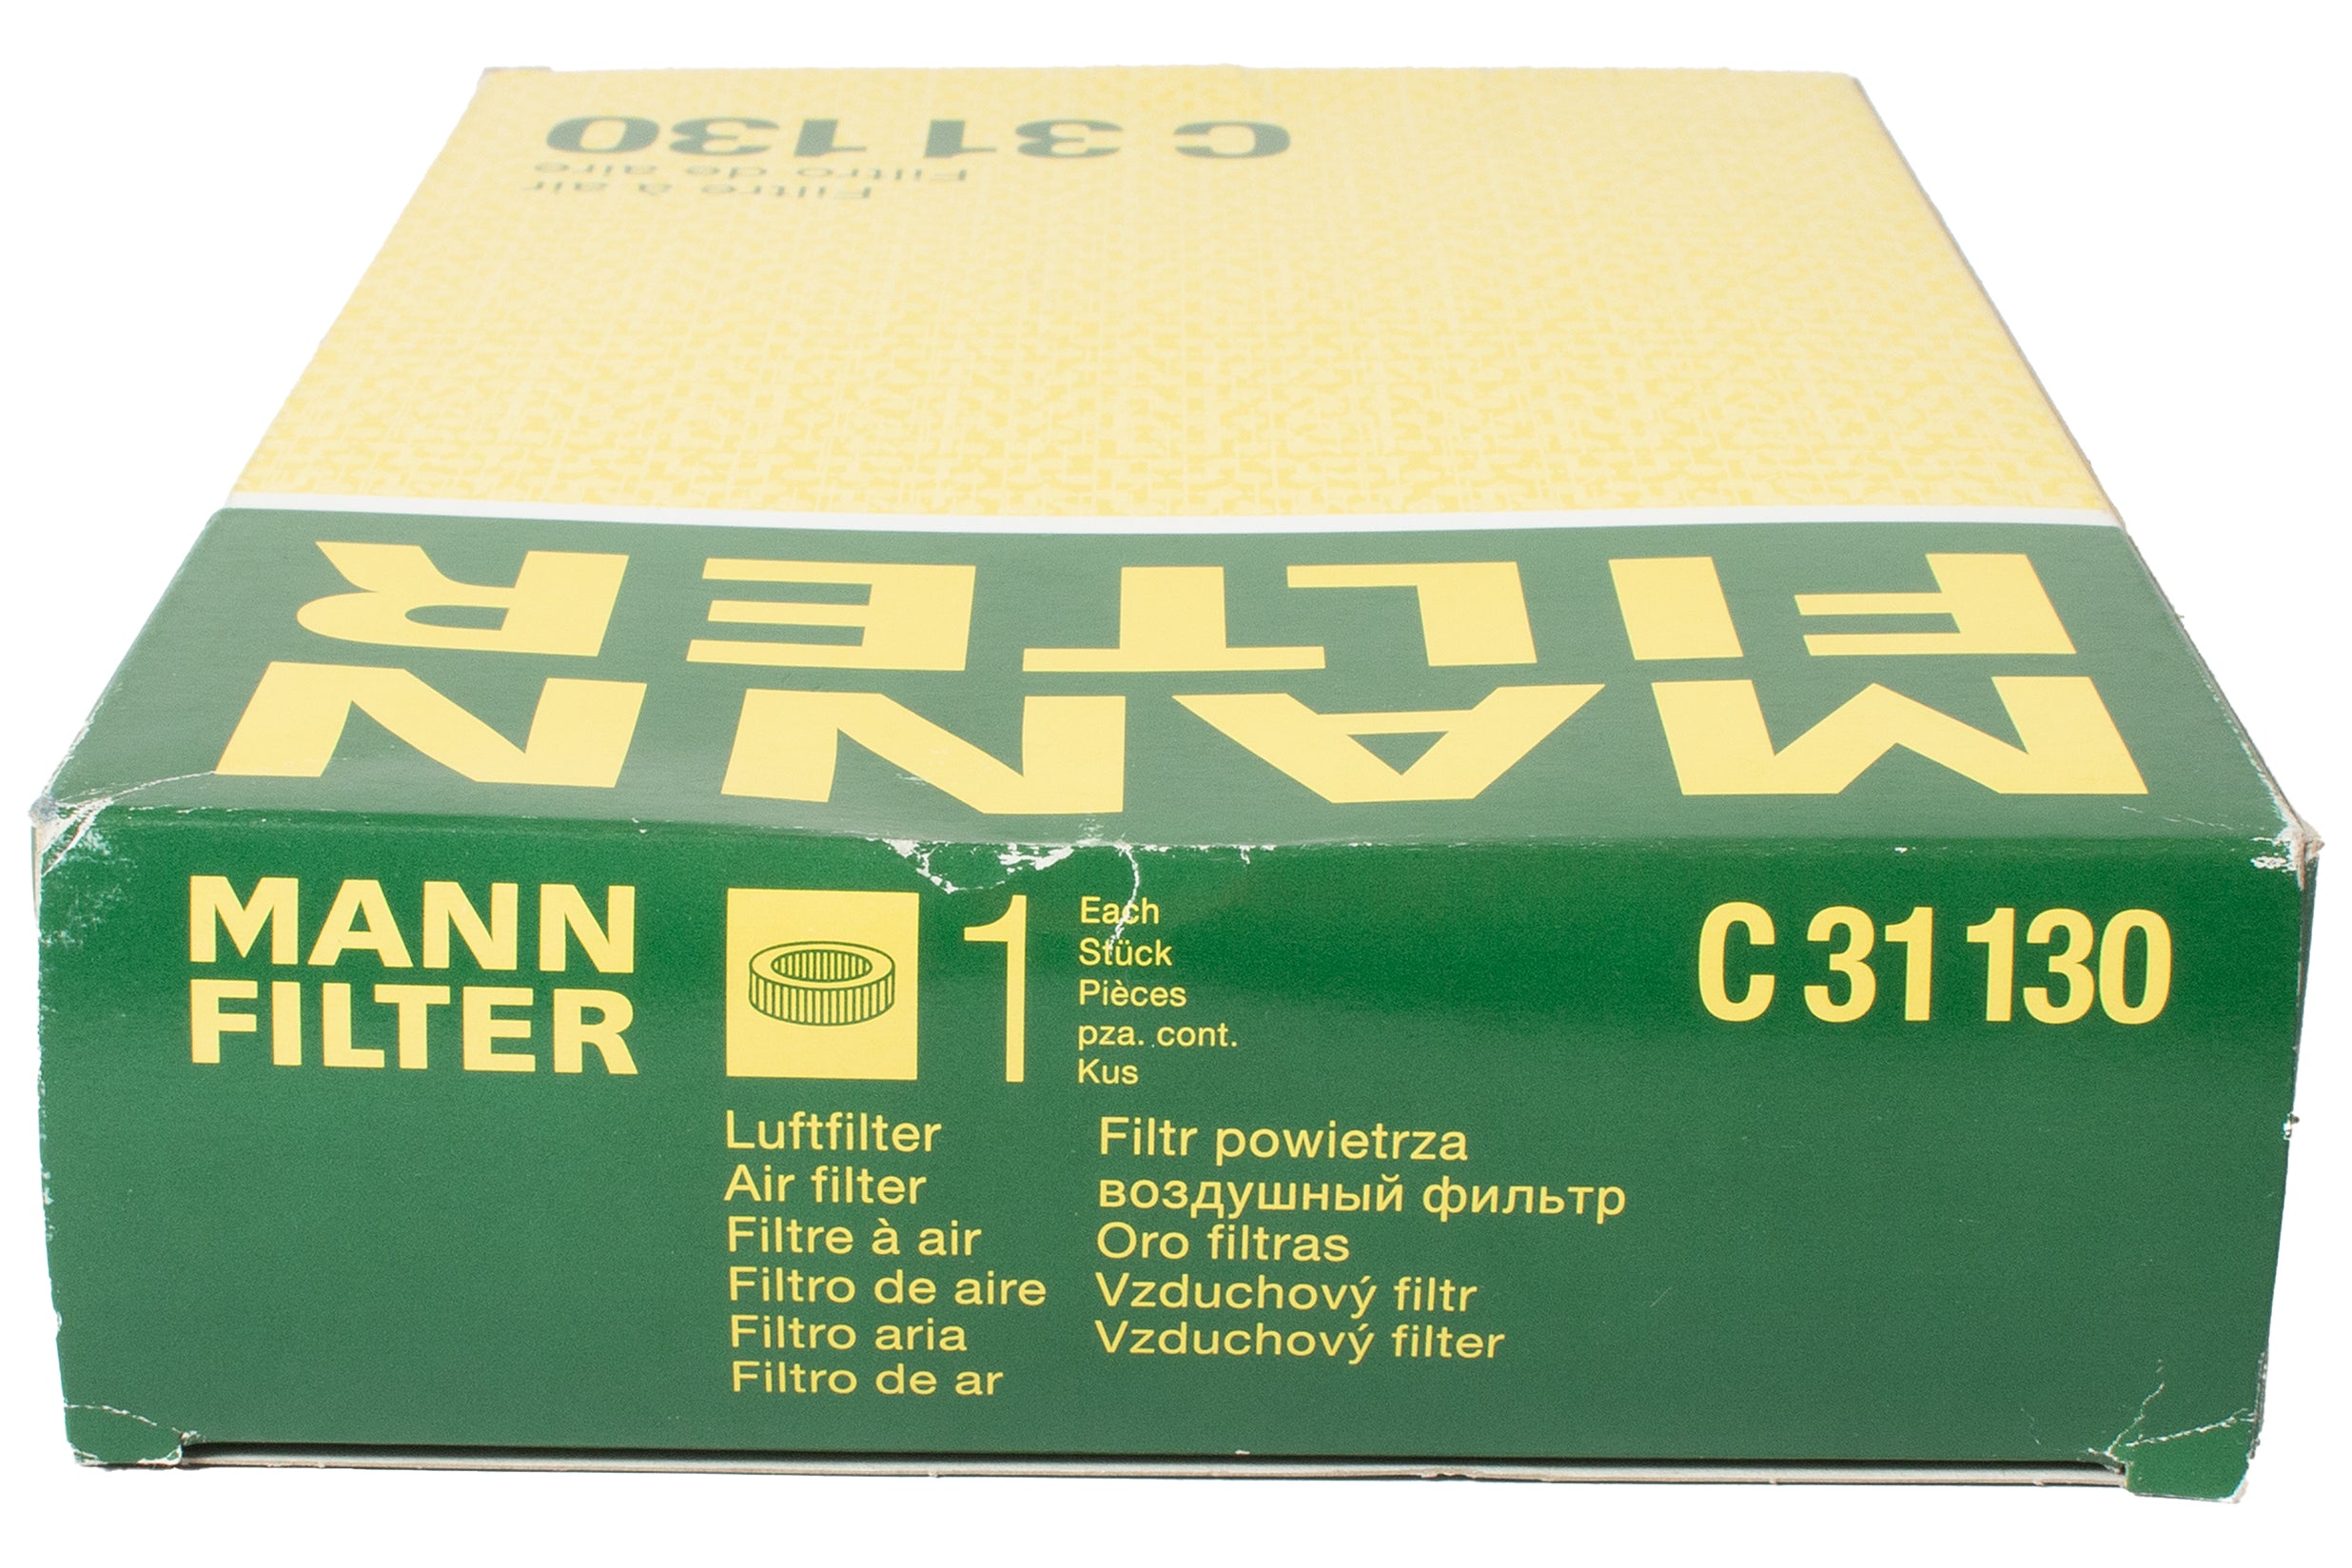 C 31 130
Filtro de aire
Filtre à air
MANN
FILTER
MANN
FILTER
1
Each
Stück
Pièces
pza. cont.
Kus
C 31 130
Luftfilter
Air filter
Filtre à air
Filtro de aire
Filtro aria
Filtro de ar
Filtr powietrza
воздушный фильтр
Oro filtras
Vzduchový filtr
Vzduchový filter